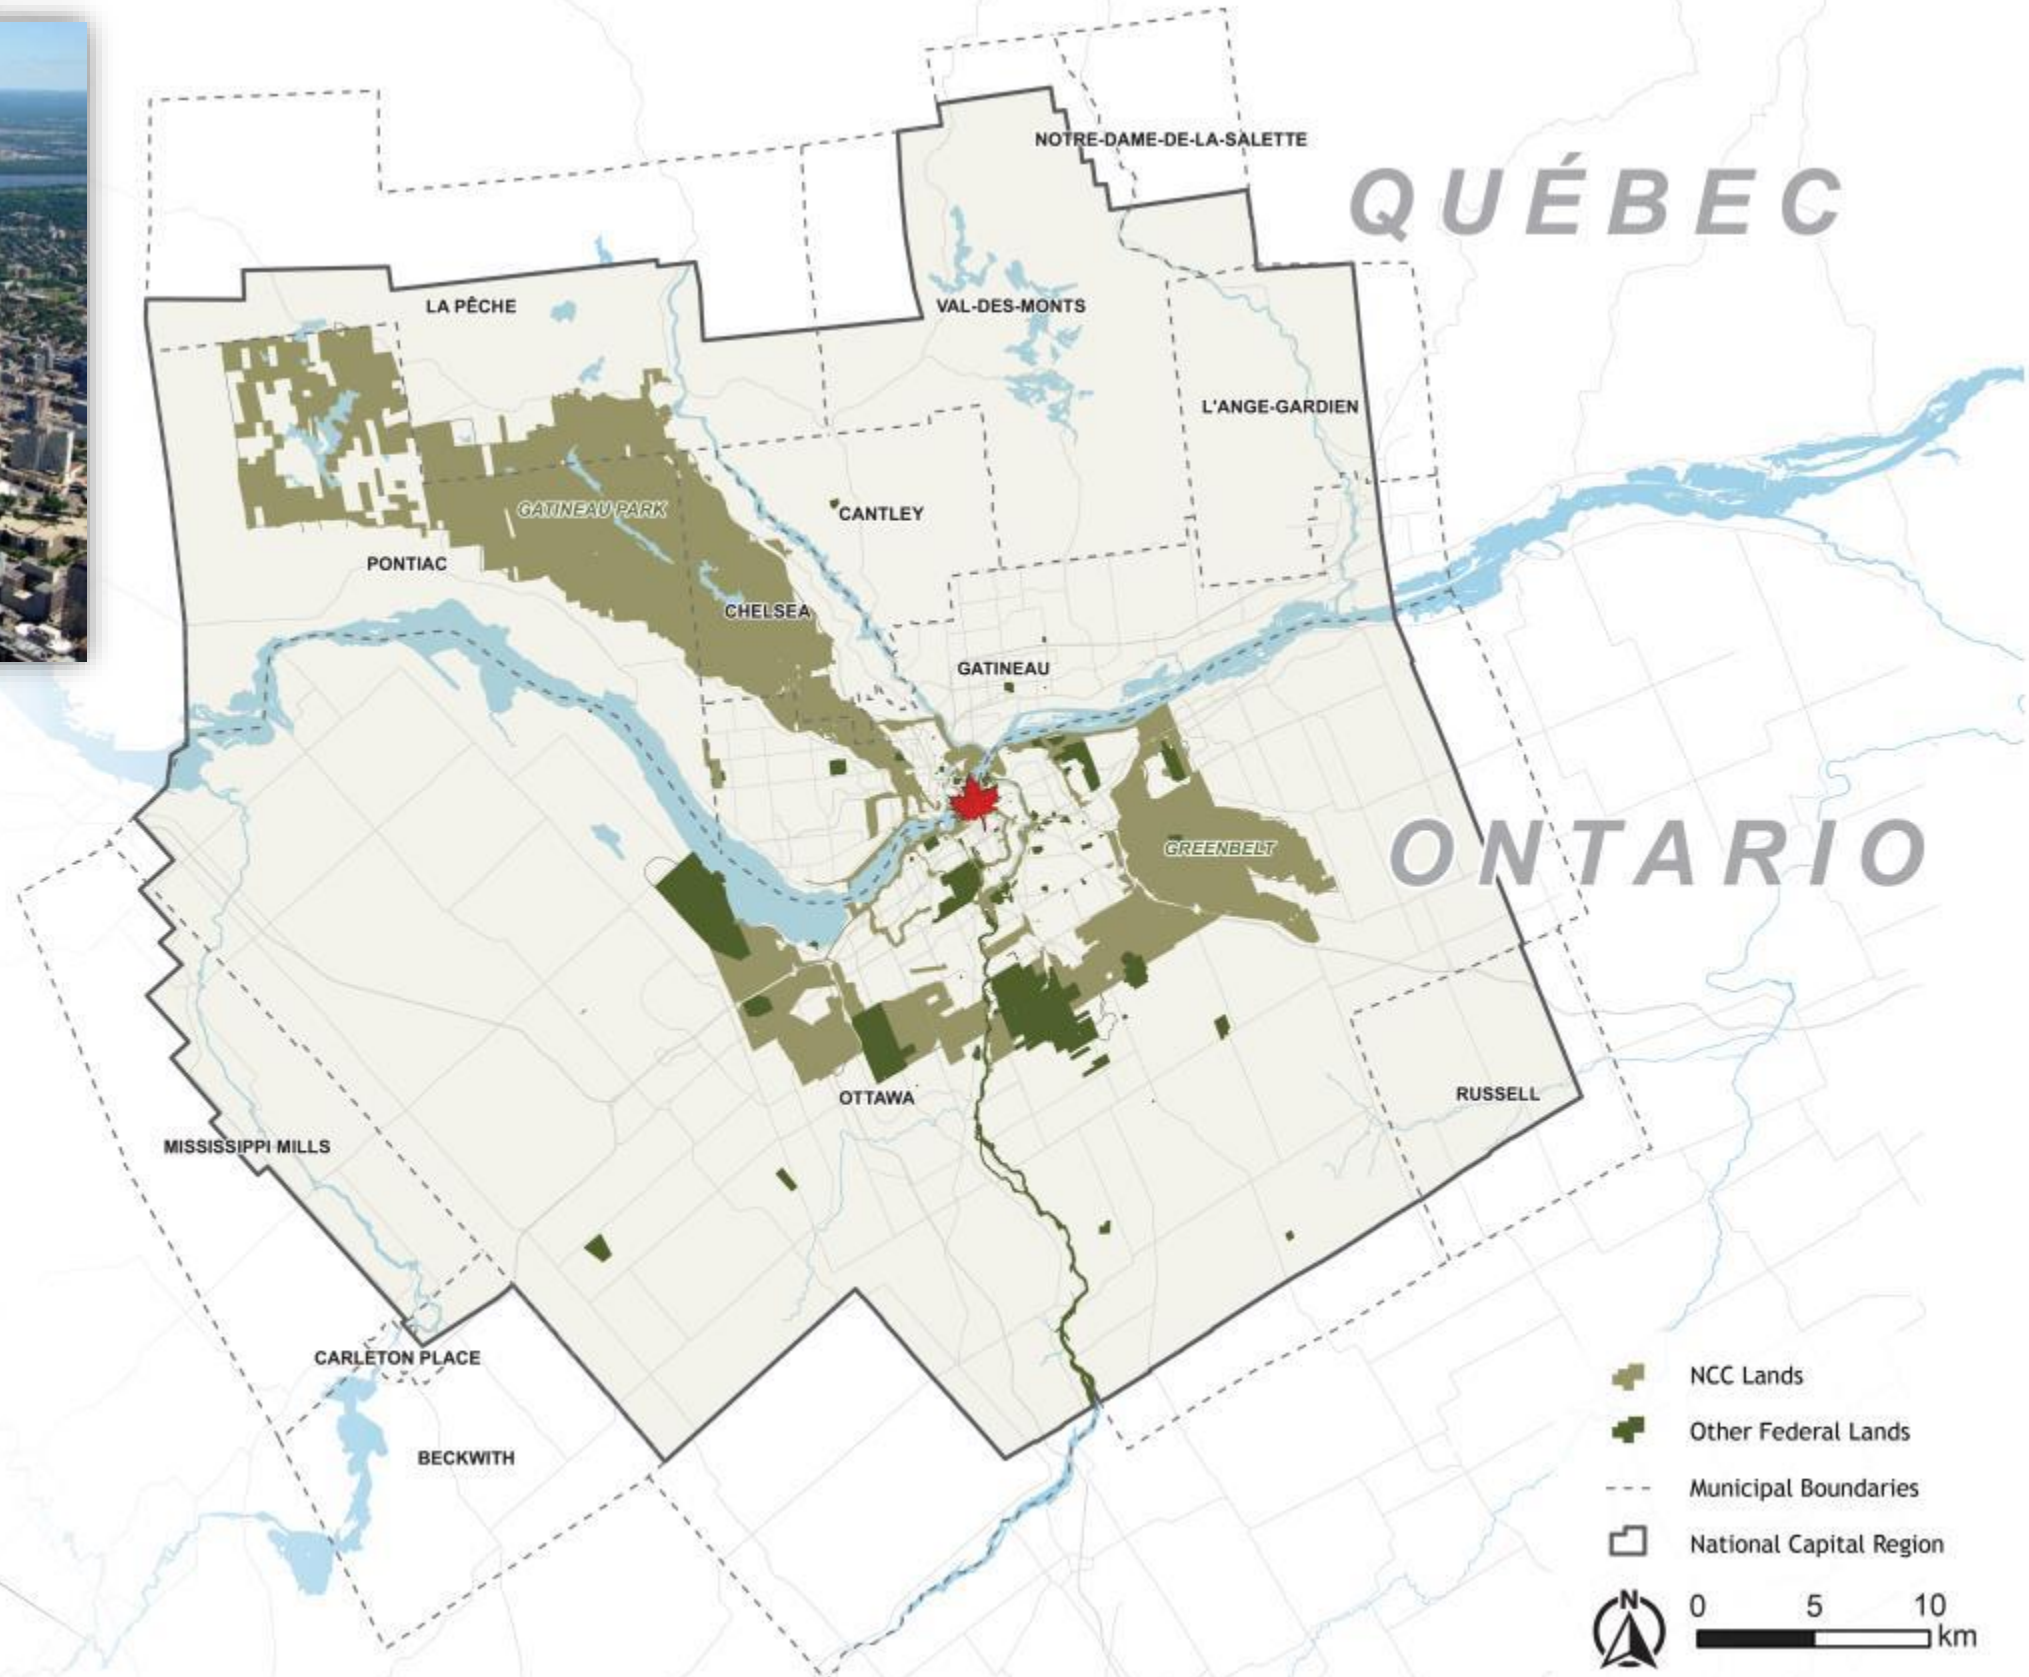 NOTRE-DAME-DE-LA-SALETTE
QUÉBEC
LA PÊCHE
VAL-DES-MONTS
L'ANGE-GARDIEN
GATINEAU PARK
CANTLEY
PONTIAC
CHELSEA
GATINEAU
GREENBELT
ONTARIO
OTTAWA
RUSSELL
MISSISSIPPI MILLS
CARLETON PLACE
BECKWITH
NCC Lands
Other Federal Lands
Municipal Boundaries
National Capital Region
N
0 5 10
km